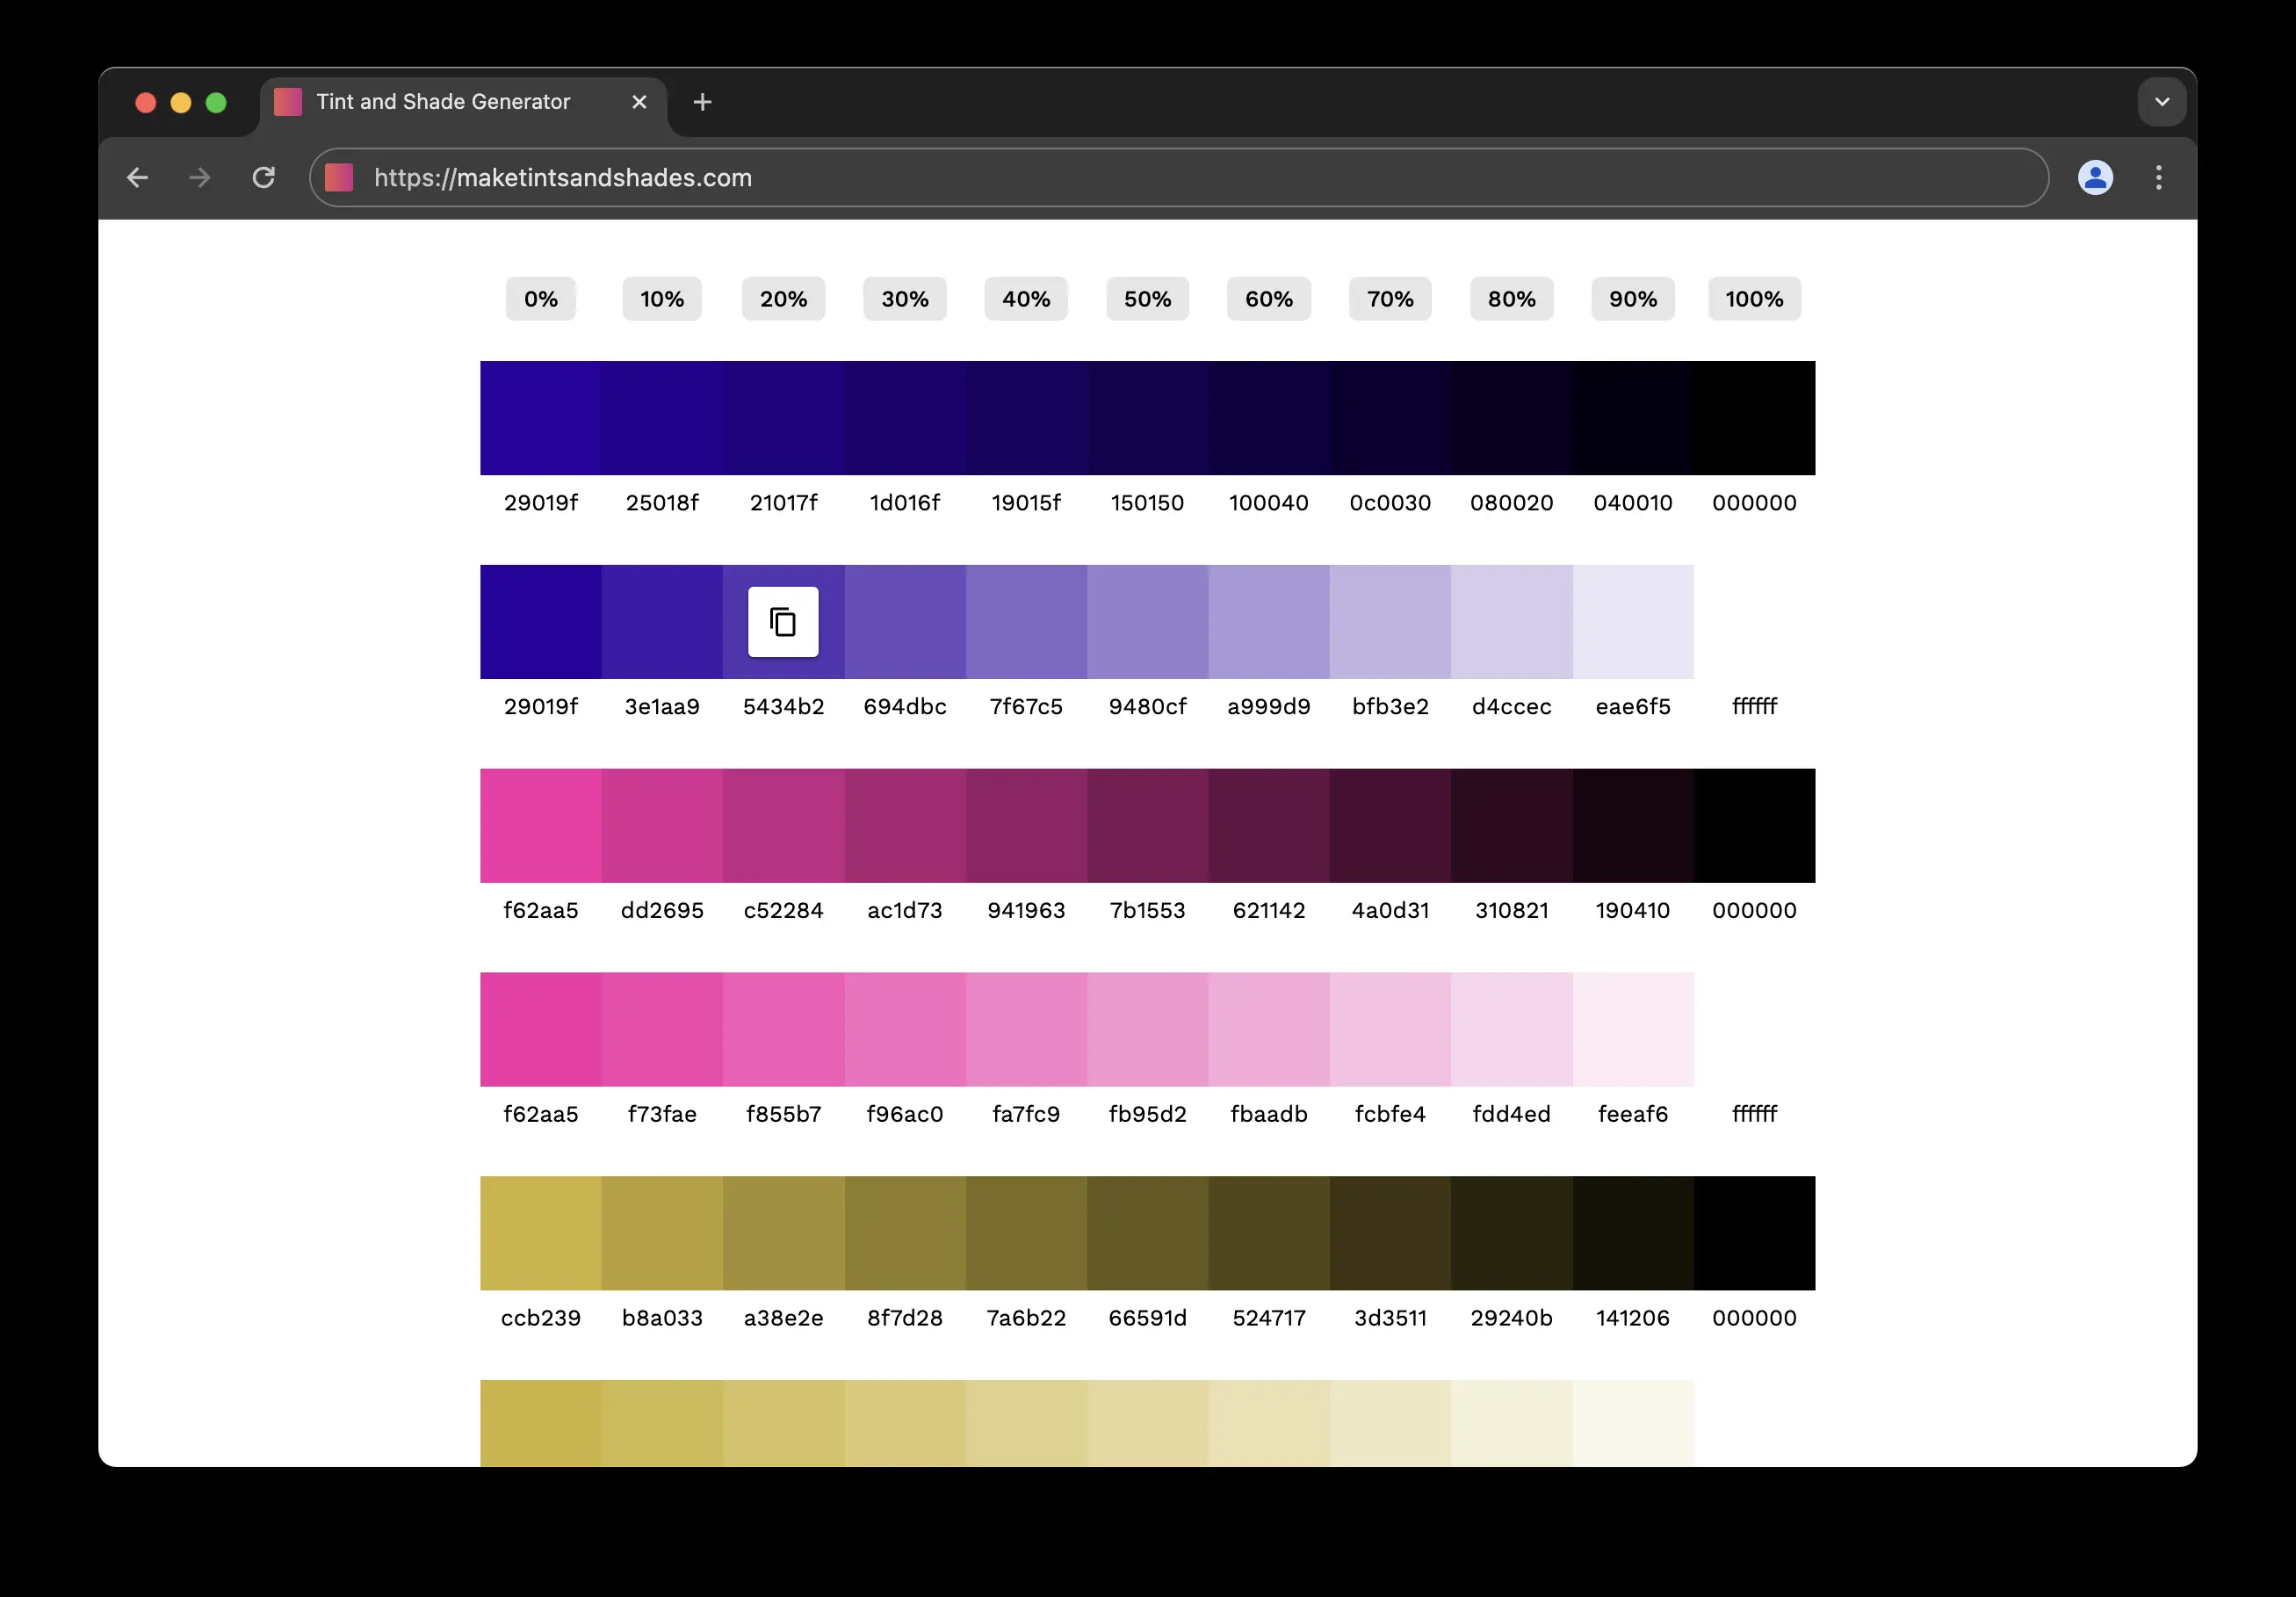 Tint and Shade Generator
https://maketintsandshades.com
0% 10% 20% 30% 40% 50% 60% 70% 80% 90% 100%
29019f 25018f 21017f 1d016f 19015f 150150 100040 0c0030 080020 040010 000000
29019f 3e1aa9 5434b2 694dbc 7f67c5 9480cf a999d9 bfb3e2 d4ccec eae6f5 ffffff
f62aa5 dd2695 c52284 ac1d73 941963 7b1553 621142 4a0d31 310821 190410 000000
f62aa5 f73fae f855b7 f96ac0 fa7fc9 fb95d2 fbaadb fcbfe4 fdd4ed feeaf6 ffffff
ccb239 b8a033 a38e2e 8f7d28 7a6b22 66591d 524717 3d3511 29240b 141206 000000